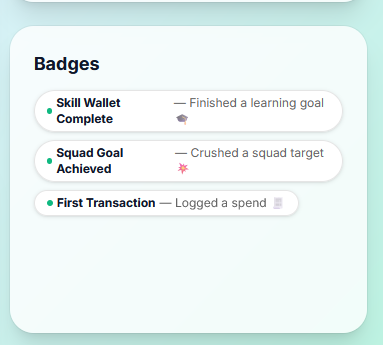 Badges
Skill Wallet Complete — Finished a learning goal 🎓
Squad Goal Achieved — Crushed a squad target 💥
First Transaction — Logged a spend 🧾